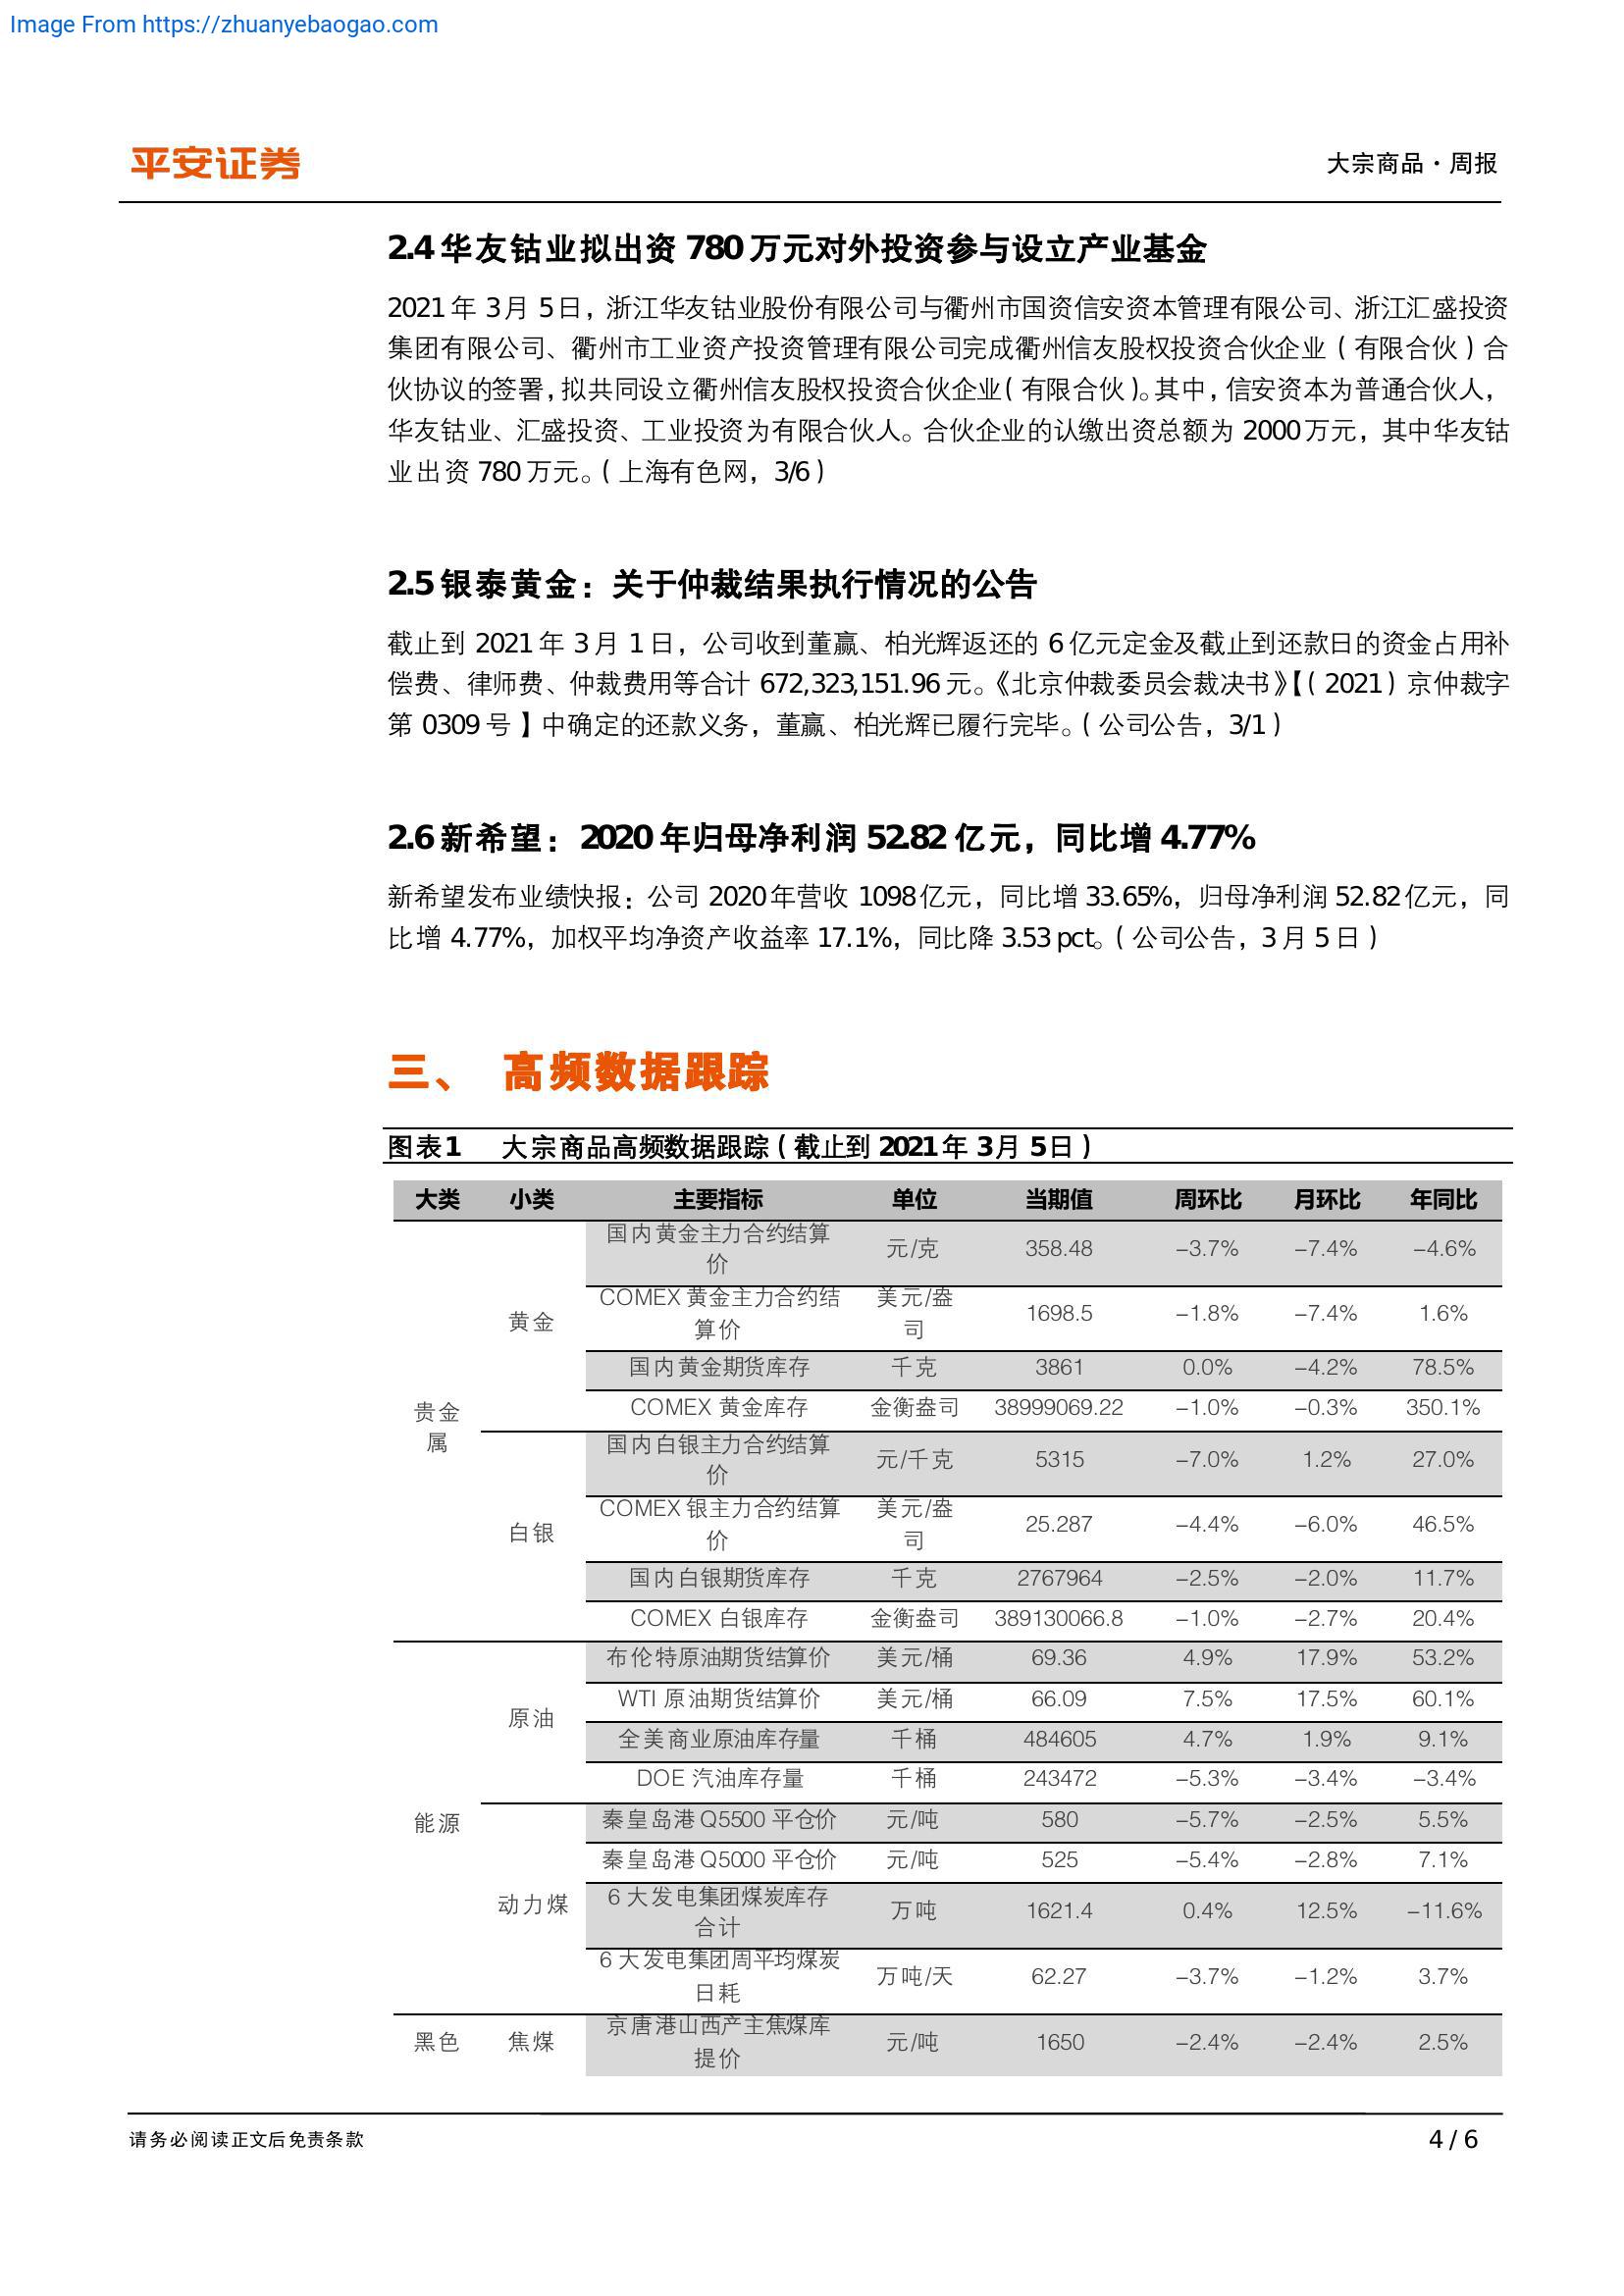 Image From https://zhuanyebaogao.com
平安证券
大宗商品·周报
2.4 华友钴业拟出资 780 万元对外投资参与设立产业基金
2021 年 3 月 5 日，浙江华友钴业股份有限公司与衢州市国资信安资本管理有限公司、浙江汇盛投资
集团有限公司、衢州市工业资产投资管理有限公司完成衢州信友股权投资合伙企业（有限合伙）合
伙协议的签署，拟共同设立衢州信友股权投资合伙企业（有限合伙）。其中，信安资本为普通合伙人，
华友钴业、汇盛投资、工业投资为有限合伙人。合伙企业的认缴出资总额为 2000 万元，其中华友钴
业出资 780 万元。（上海有色网，3/6）
2.5 银泰黄金：关于仲裁结果执行情况的公告
截止到 2021 年 3 月 1 日，公司收到董赢、柏光辉返还的 6 亿元定金及截止到还款日的资金占用补
偿费、律师费、仲裁费用等合计 672,323,151.96 元。《北京仲裁委员会裁决书》【（2021）京仲裁字
第 0309 号】中确定的还款义务，董赢、柏光辉已履行完毕。（公司公告，3/1）
2.6 新希望：2020 年归母净利润 52.82 亿元，同比增 4.77%
新希望发布业绩快报：公司 2020 年营收 1098 亿元，同比增 33.65%，归母净利润 52.82 亿元，同
比增 4.77%，加权平均净资产收益率 17.1%，同比降 3.53 pct。（公司公告，3 月 5 日）
三、 高频数据跟踪
图表1 大宗商品高频数据跟踪（截止到 2021 年 3 月 5 日）
大类 小类 主要指标 单位 当期值 周环比 月环比 年同比
贵金属 黄金 国内黄金主力合约结算价 元/克 358.48 -3.7% -7.4% -4.6%
COMEX 黄金主力合约结算价 美元/盎司 1698.5 -1.8% -7.4% 1.6%
国内黄金期货库存 千克 3861 0.0% -4.2% 78.5%
COMEX 黄金库存 金衡盎司 38999069.22 -1.0% -0.3% 350.1%
白银 国内白银主力合约结算价 元/千克 5315 -7.0% 1.2% 27.0%
COMEX 银主力合约结算价 美元/盎司 25.287 -4.4% -6.0% 46.5%
国内白银期货库存 千克 2767964 -2.5% -2.0% 11.7%
COMEX 白银库存 金衡盎司 389130066.8 -1.0% -2.7% 20.4%
能源 原油 布伦特原油期货结算价 美元/桶 69.36 4.9% 17.9% 53.2%
WTI 原油期货结算价 美元/桶 66.09 7.5% 17.5% 60.1%
全美商业原油库存量 千桶 484605 4.7% 1.9% 9.1%
DOE 汽油库存量 千桶 243472 -5.3% -3.4% -3.4%
动力煤 秦皇岛港 Q5500 平仓价 元/吨 580 -5.7% -2.5% 5.5%
秦皇岛港 Q5000 平仓价 元/吨 525 -5.4% -2.8% 7.1%
6 大发电集团煤炭库存合计 万吨 1621.4 0.4% 12.5% -11.6%
6 大发电集团周平均煤炭日耗 万吨/天 62.27 -3.7% -1.2% 3.7%
黑色 焦煤 京唐港山西产主焦煤库提价 元/吨 1650 -2.4% -2.4% 2.5%
请务必阅读正文后免责条款
4 / 6